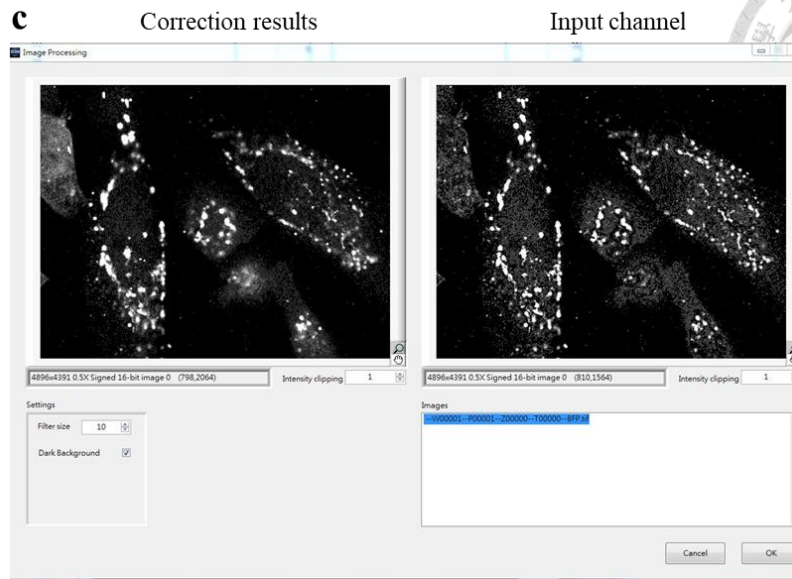 c
Correction results
Input channel
Image Processing
4896x4391 0.5X Signed 16-bit image 0 (798,2064)
Intensity clipping 1
4896x4391 0.5X Signed 16-bit image 0 (810,1564)
Intensity clipping 1
Settings
Filter size 10
Dark Background
Images
--W00001--P00001--Z00000--T00000--BFP.tif
Cancel
OK